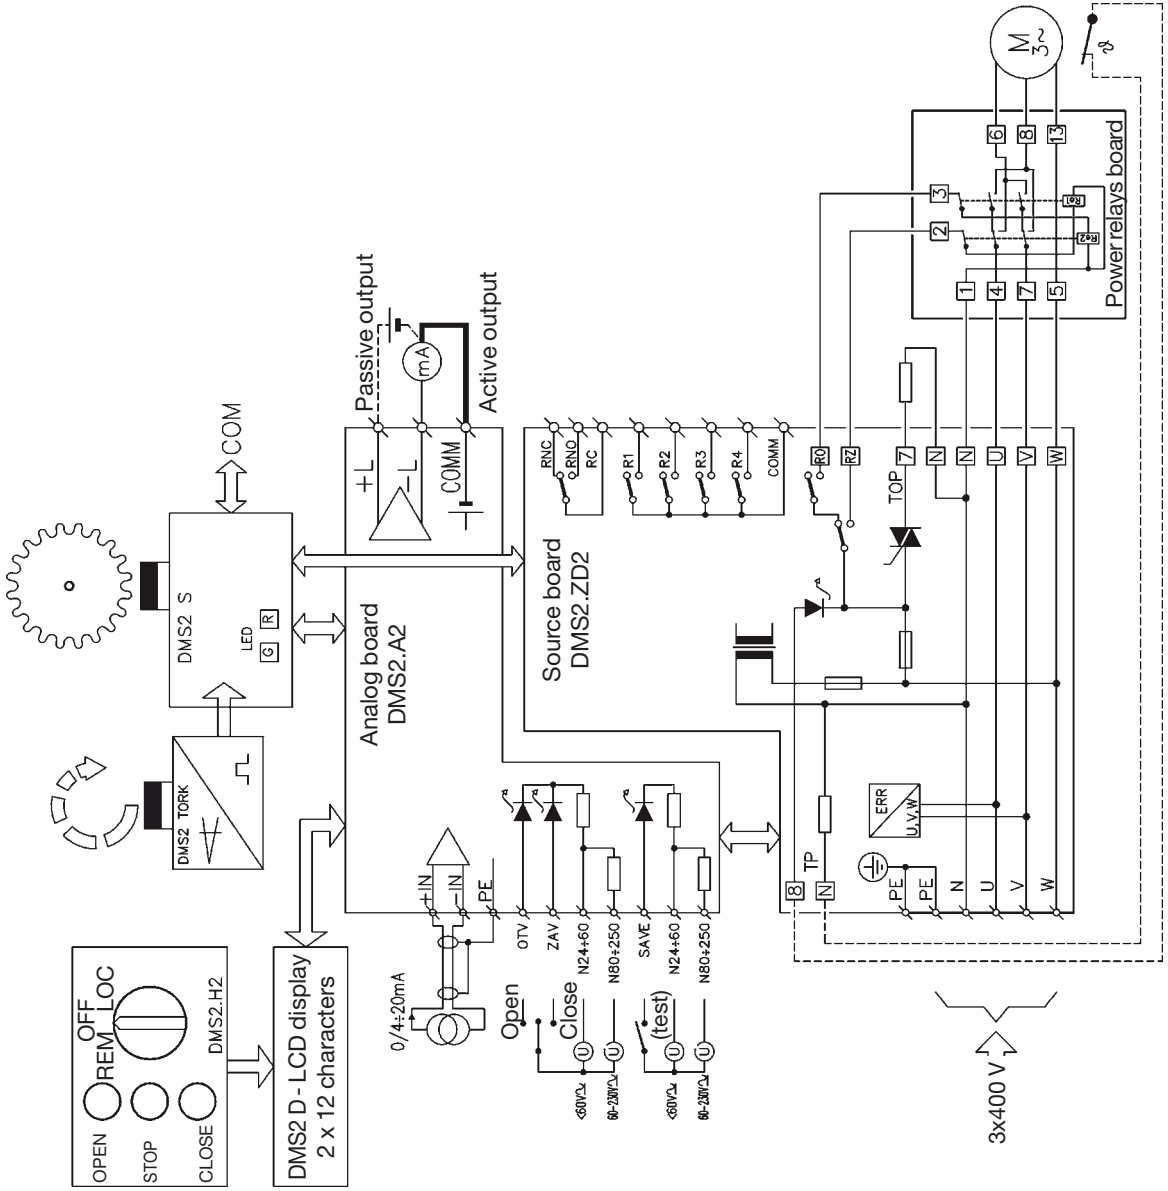 M
3~
ϑ
6
8
13
3
2
Re1
Re2
1
4
7
5
Power relays board
Passive output
mA
Active output
COM
+L
−L
COMM
DMS2 S
LED
G
R
Analog board
DMS2.A2
DMS2 TORK
RNC
RNO
RC
R1
R2
R3
R4
COMM
RO
RZ
7
N
N
U
V
W
TOP
Source board
DMS2.ZD2
ERR
U,V,W
TP
8
N
PE
PE
N
U
V
W
+IN
−IN
PE
OTV
ZAV
N24÷60
N80÷250
SAVE
N24÷60
N80÷250
0/4÷20mA
Open
Close
(test)
U
U
U
U
<60V
60-230V
<60V
60-230V
3x400 V
OFF
REM
LOC
DMS2.H2
OPEN
STOP
CLOSE
DMS2 D - LCD display
2 x 12 characters